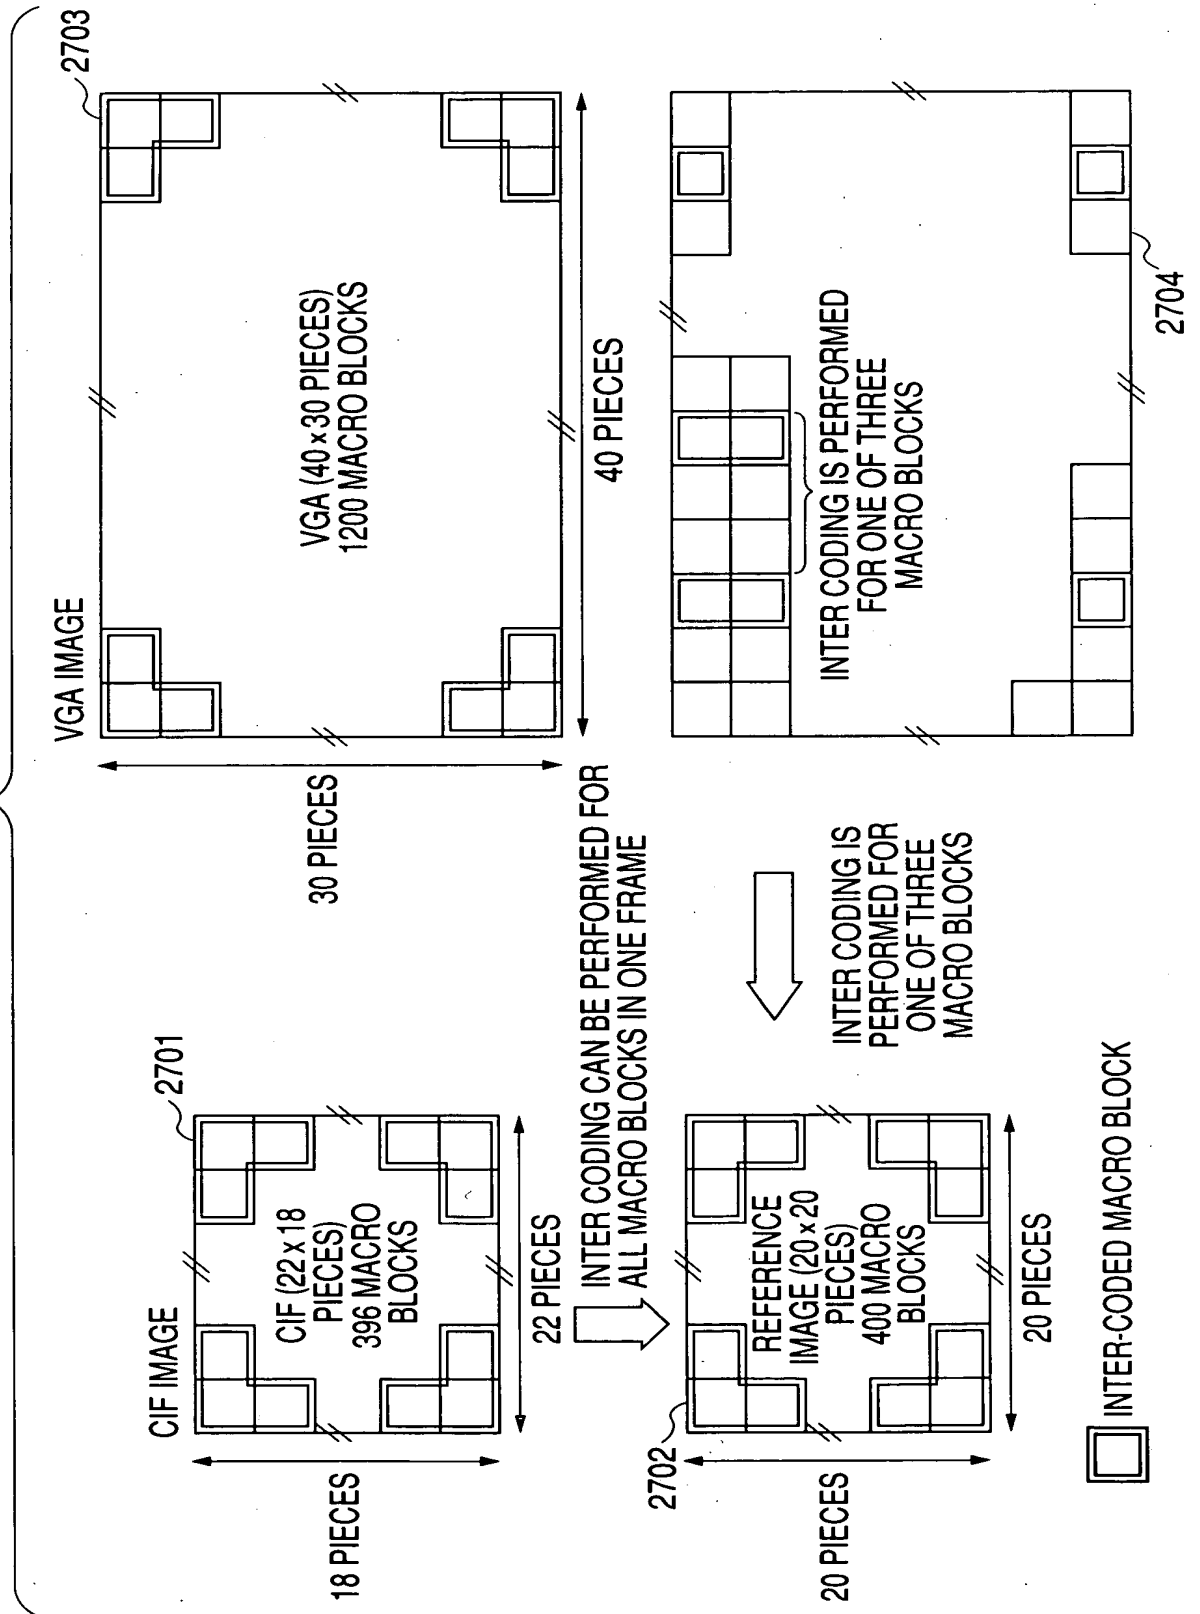 CIF IMAGE
2701
18 PIECES
CIF (22 x 18
PIECES)
396 MACRO
BLOCKS
22 PIECES
INTER CODING CAN BE PERFORMED FOR
ALL MACRO BLOCKS IN ONE FRAME
2702
20 PIECES
REFERENCE
IMAGE (20 x 20
PIECES)
400 MACRO
BLOCKS
20 PIECES
INTER-CODED MACRO BLOCK
VGA IMAGE
2703
30 PIECES
VGA (40 x 30 PIECES)
1200 MACRO BLOCKS
40 PIECES
INTER CODING IS
PERFORMED FOR
ONE OF THREE
MACRO BLOCKS
INTER CODING IS PERFORMED
FOR ONE OF THREE
MACRO BLOCKS
2704